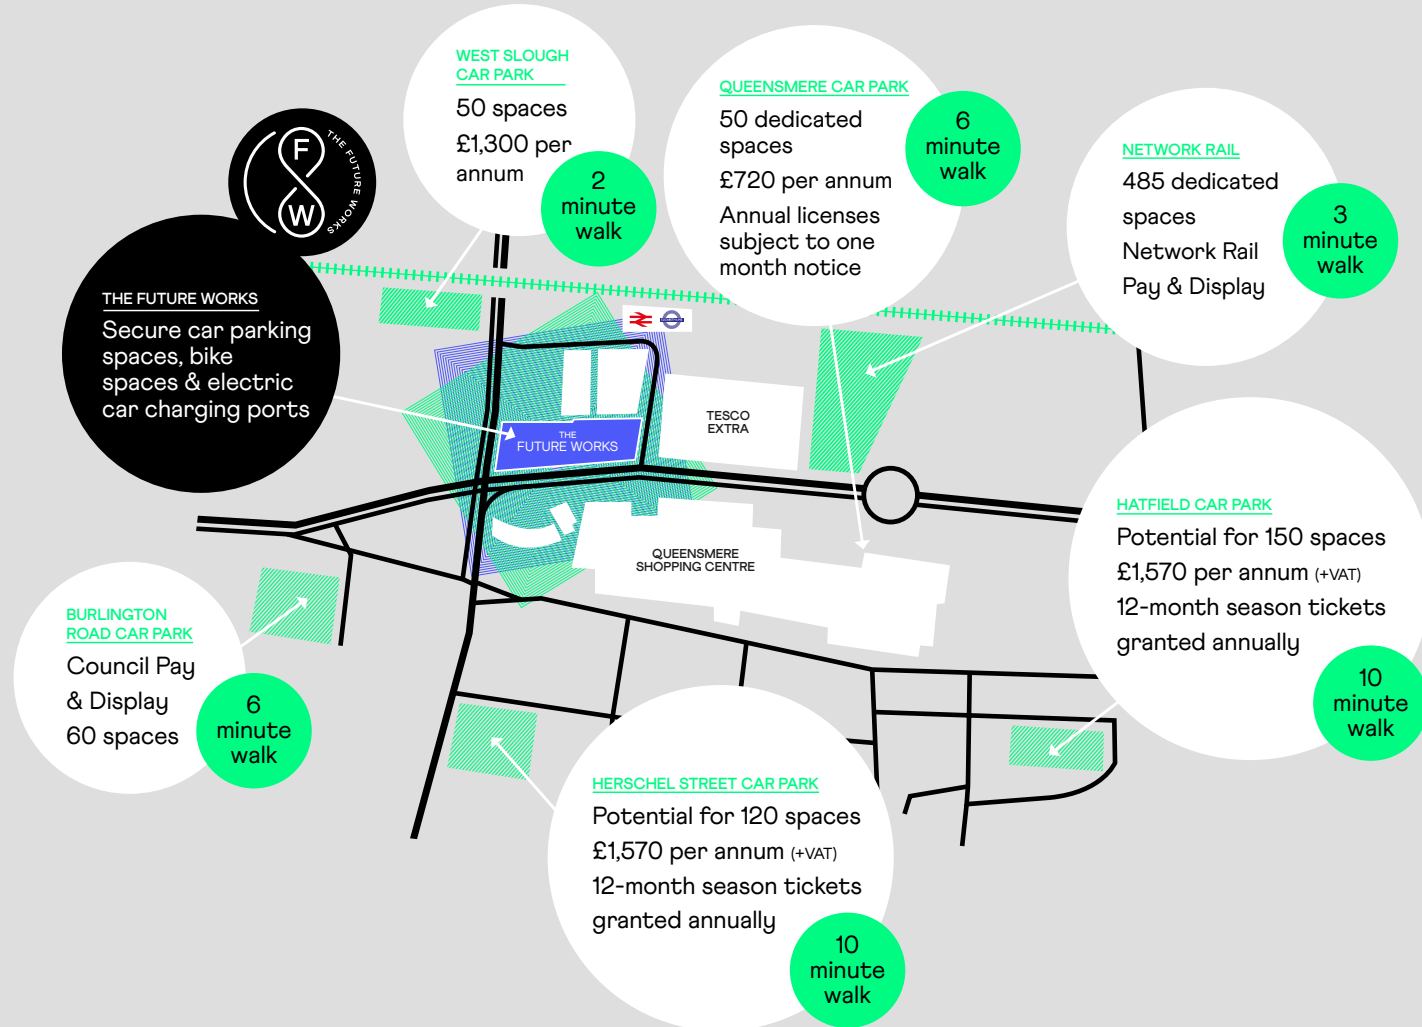 WEST SLOUGH
CAR PARK
50 spaces
£1,300 per
annum
2
minute
walk
QUEENSMERE CAR PARK
50 dedicated
spaces
£720 per annum
Annual licenses
subject to one
month notice
6
minute
walk
NETWORK RAIL
485 dedicated
spaces
Network Rail
Pay & Display
3
minute
walk
F
W
THE FUTURE WORKS
THE FUTURE WORKS
Secure car parking
spaces, bike
spaces & electric
car charging ports
THE
FUTURE WORKS
TESCO
EXTRA
QUEENSMERE
SHOPPING CENTRE
HATFIELD CAR PARK
Potential for 150 spaces
£1,570 per annum (+VAT)
12-month season tickets
granted annually
10
minute
walk
BURLINGTON
ROAD CAR PARK
Council Pay
& Display
60 spaces
6
minute
walk
HERSCHEL STREET CAR PARK
Potential for 120 spaces
£1,570 per annum (+VAT)
12-month season tickets
granted annually
10
minute
walk